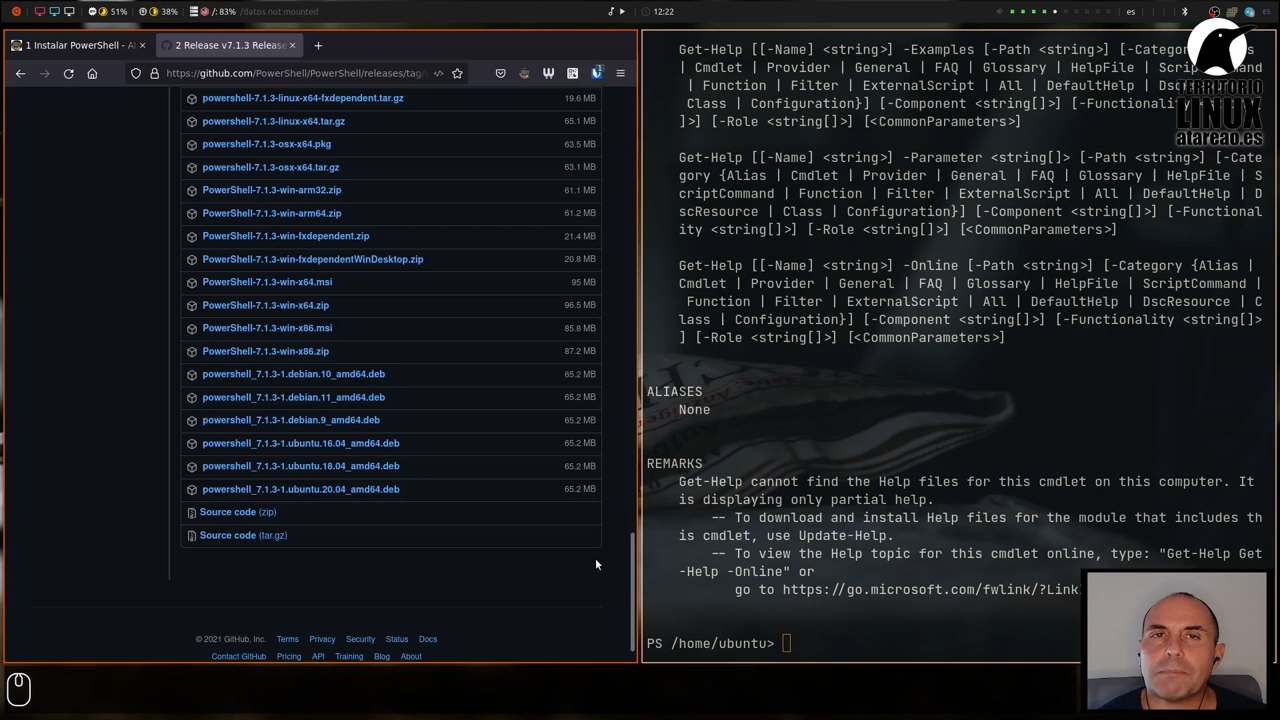 51% 38% /: 83% /datos not mounted 12:22 es ES
1 Instalar PowerShell - At
2 Release v7.1.3 Release
https://github.com/PowerShell/PowerShell/releases/tag/
powershell-7.1.3-linux-x64-fxdependent.tar.gz 19.6 MB
powershell-7.1.3-linux-x64.tar.gz 65.1 MB
powershell-7.1.3-osx-x64.pkg 63.5 MB
powershell-7.1.3-osx-x64.tar.gz 63.1 MB
PowerShell-7.1.3-win-arm32.zip 61.1 MB
PowerShell-7.1.3-win-arm64.zip 61.2 MB
PowerShell-7.1.3-win-fxdependent.zip 21.4 MB
PowerShell-7.1.3-win-fxdependentWinDesktop.zip 20.8 MB
PowerShell-7.1.3-win-x64.msi 95 MB
PowerShell-7.1.3-win-x64.zip 96.5 MB
PowerShell-7.1.3-win-x86.msi 85.8 MB
PowerShell-7.1.3-win-x86.zip 87.2 MB
powershell_7.1.3-1.debian.10_amd64.deb 65.2 MB
powershell_7.1.3-1.debian.11_amd64.deb 65.2 MB
powershell_7.1.3-1.debian.9_amd64.deb 65.2 MB
powershell_7.1.3-1.ubuntu.16.04_amd64.deb 65.2 MB
powershell_7.1.3-1.ubuntu.18.04_amd64.deb 65.2 MB
powershell_7.1.3-1.ubuntu.20.04_amd64.deb 65.2 MB
Source code (zip)
Source code (tar.gz)
© 2021 GitHub, Inc. Terms Privacy Security Status Docs
Contact GitHub Pricing API Training Blog About
Get-Help [[-Name] <string>] -Examples [-Path <string>] [-Categ
| Cmdlet | Provider | General | FAQ | Glossary | HelpFile | Scrip mand
| Function | Filter | ExternalScript | All | DefaultHelp | Ds
Class | Configuration}] [-Component <string[]>] [-Functiona
]>] [-Role <string[]>] [<CommonParameters>]
Get-Help [[-Name] <string>] -Parameter <string[]> [-Path <string>] [-Cate
gory {Alias | Cmdlet | Provider | General | FAQ | Glossary | HelpFile | S
criptCommand | Function | Filter | ExternalScript | All | DefaultHelp | D
scResource | Class | Configuration}] [-Component <string[]>] [-Functional
ity <string[]>] [-Role <string[]>] [<CommonParameters>]
Get-Help [[-Name] <string>] -Online [-Path <string>] [-Category {Alias |
Cmdlet | Provider | General | FAQ | Glossary | HelpFile | ScriptCommand |
Function | Filter | ExternalScript | All | DefaultHelp | DscResource | C
lass | Configuration}] [-Component <string[]>] [-Functionality <string[]>
] [-Role <string[]>] [<CommonParameters>]
ALIASES
None
REMARKS
Get-Help cannot find the Help files for this cmdlet on this computer. It
is displaying only partial help.
-- To download and install Help files for the module that includes th
is cmdlet, use Update-Help.
-- To view the Help topic for this cmdlet online, type: "Get-Help Get
-Help -Online" or
go to https://go.microsoft.com/fwlink/?Link
PS /home/ubuntu>
TERRITORIO
LINUX
atareao.es